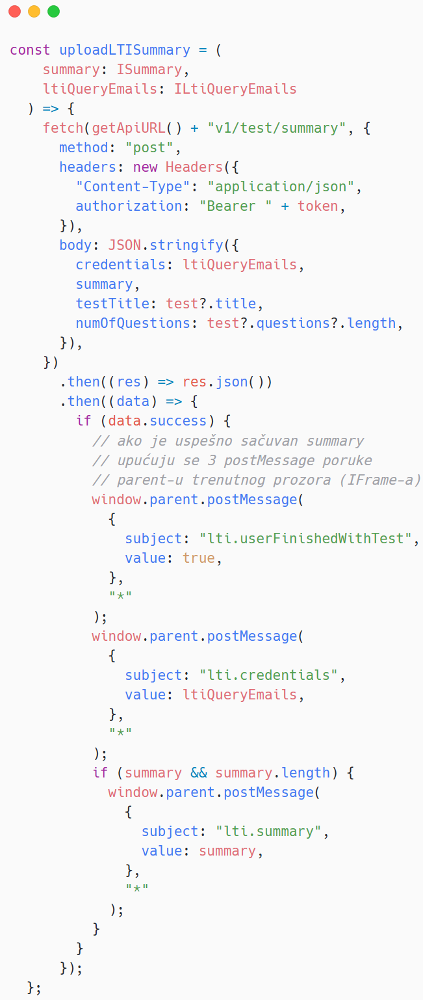 const uploadLTISummary = (
    summary: ISummary,
    ltiQueryEmails: ILtiQueryEmails
  ) => {
    fetch(getApiURL() + "v1/test/summary", {
      method: "post",
      headers: new Headers({
        "Content-Type": "application/json",
        authorization: "Bearer " + token,
      }),
      body: JSON.stringify({
        credentials: ltiQueryEmails,
        summary,
        testTitle: test?.title,
        numOfQuestions: test?.questions?.length,
      }),
    })
      .then((res) => res.json())
      .then((data) => {
        if (data.success) {
          // ako je uspešno sačuvan summary
          // upućuju se 3 postMessage poruke
          // parent-u trenutnog prozora (IFrame-a)
          window.parent.postMessage(
            {
              subject: "lti.userFinishedWithTest",
              value: true,
            },
            "*"
          );
          window.parent.postMessage(
            {
              subject: "lti.credentials",
              value: ltiQueryEmails,
            },
            "*"
          );
          if (summary && summary.length) {
            window.parent.postMessage(
              {
                subject: "lti.summary",
                value: summary,
              },
              "*"
            );
          }
        }
      });
  };